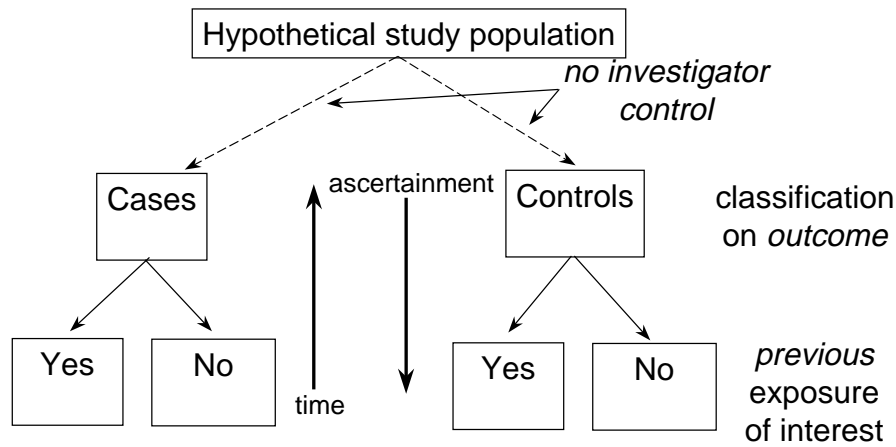 Hypothetical study population
no investigator
control
Cases
ascertainment
Controls
classification
on outcome
Yes
No
time
Yes
No
previous
exposure
of interest